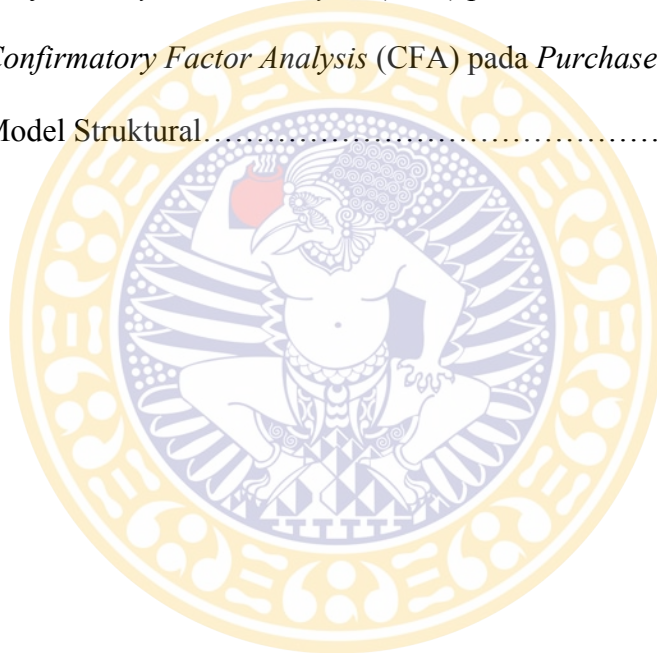 Confirmatory Factor Analysis (CFA) pada Purchase
Model Struktural……………………………………